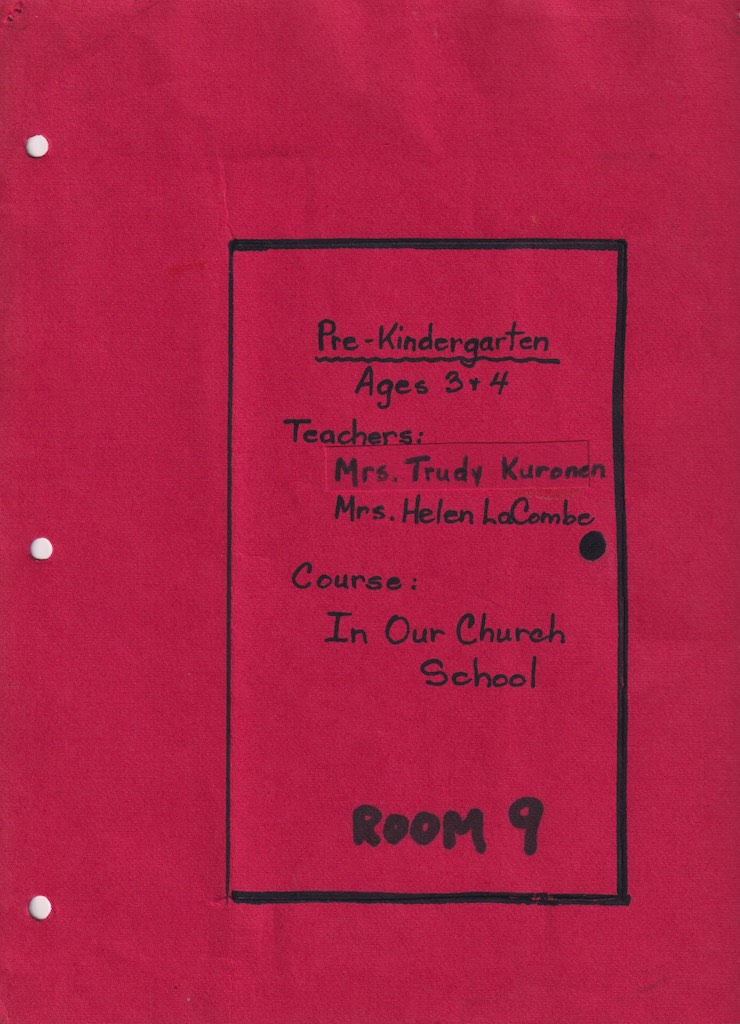 Pre-Kindergarten
Ages 3 + 4
Teachers:
Mrs. Trudy Kuronen
Mrs. Helen LaCombe
Course:
In Our Church
School
ROOM 9